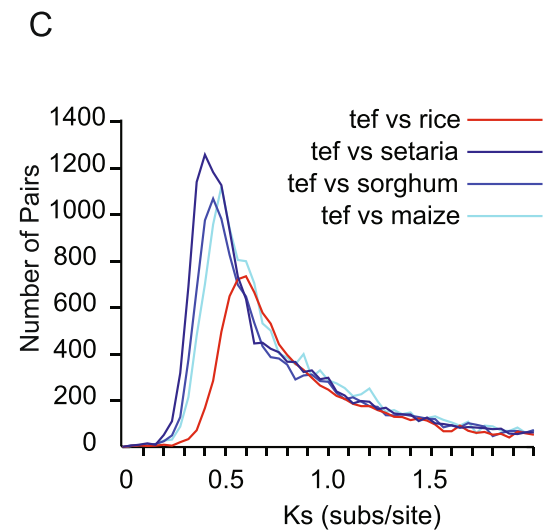 C
1400
1200
1000
800
600
400
200
0
Number of Pairs
tef vs rice
tef vs setaria
tef vs sorghum
tef vs maize
0 0.5 1.0 1.5
Ks (subs/site)